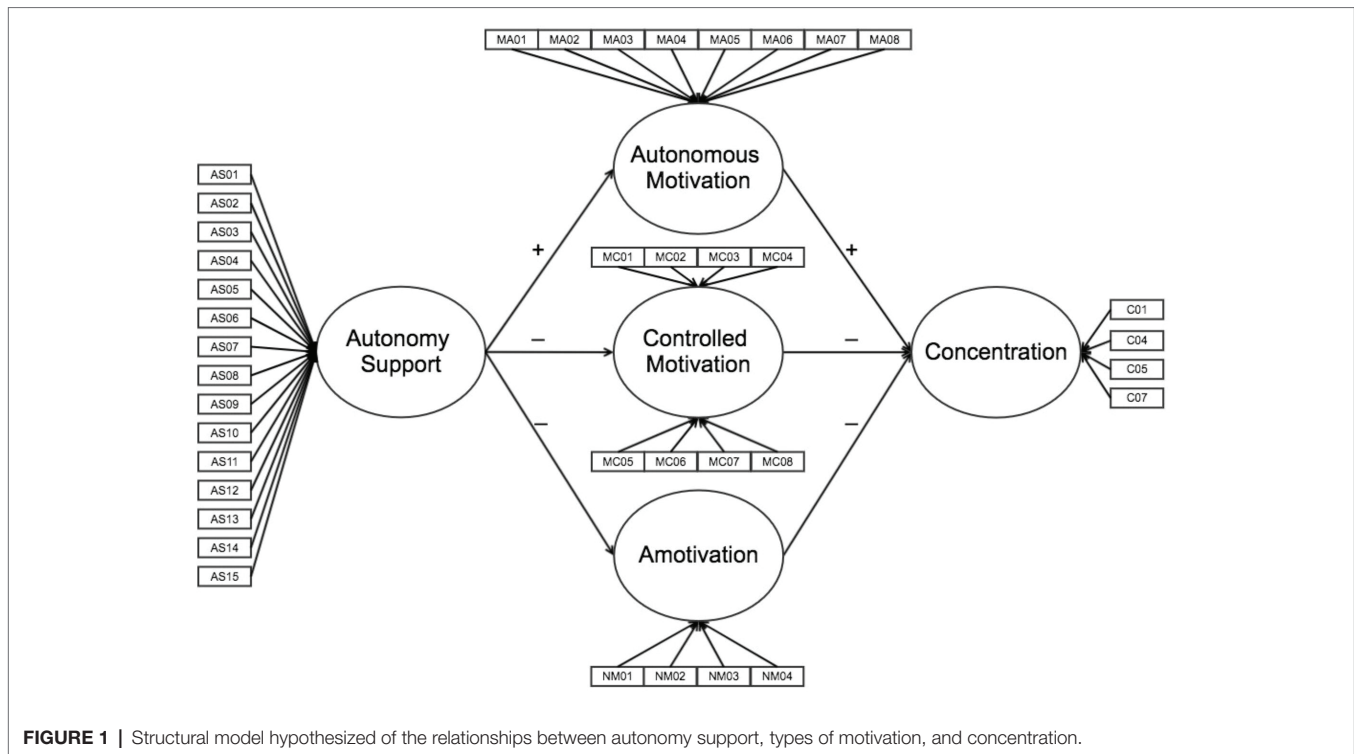 MA01 MA02 MA03 MA04 MA05 MA06 MA07 MA08
Autonomous
Motivation
AS01
AS02
AS03
AS04
AS05
AS06
AS07
AS08
AS09
AS10
AS11
AS12
AS13
AS14
AS15
Autonomy
Support
+
−
−
MC01 MC02 MC03 MC04
Controlled
Motivation
MC05 MC06 MC07 MC08
Amotivation
NM01 NM02 NM03 NM04
+
−
−
Concentration
C01
C04
C05
C07
FIGURE 1 | Structural model hypothesized of the relationships between autonomy support, types of motivation, and concentration.